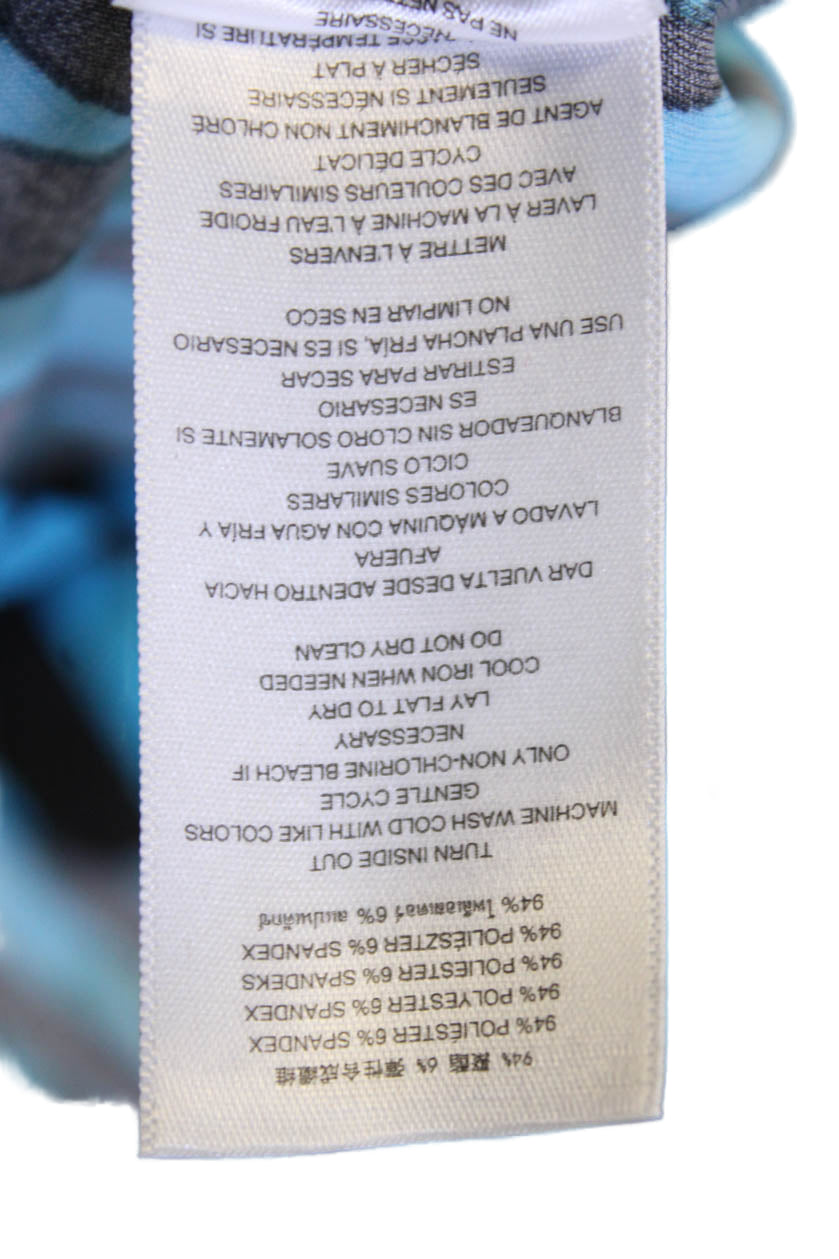 94% 聚酯 6% 彈性合成纖維
94% POLIÉSTER 6% SPANDEX
94% POLYESTER 6% SPANDEX
94% POLIESTER 6% SPANDEKS
94% POLIÉSZTER 6% SPANDEX
94% โพลีเอสเตอร์ 6% สแปนเด็กซ์
TURN INSIDE OUT
MACHINE WASH COLD WITH LIKE COLORS
GENTLE CYCLE
ONLY NON-CHLORINE BLEACH IF
NECESSARY
LAY FLAT TO DRY
COOL IRON WHEN NEEDED
DO NOT DRY CLEAN
DAR VUELTA DESDE ADENTRO HACIA
AFUERA
LAVADO A MÁQUINA CON AGUA FRÍA Y
COLORES SIMILARES
CICLO SUAVE
BLANQUEADOR SIN CLORO SOLAMENTE SI
ES NECESARIO
ESTIRAR PARA SECAR
USE UNA PLANCHA FRÍA, SI ES NECESARIO
NO LIMPIAR EN SECO
METTRE À L'ENVERS
LAVER À LA MACHINE À L'EAU FROIDE
AVEC DES COULEURS SIMILAIRES
CYCLE DÉLICAT
AGENT DE BLANCHIMENT NON CHLORÉ
SEULEMENT SI NÉCESSAIRE
SÉCHER À PLAT
TEMPÉRATURE SI
NÉCESSAIRE
NE PAS